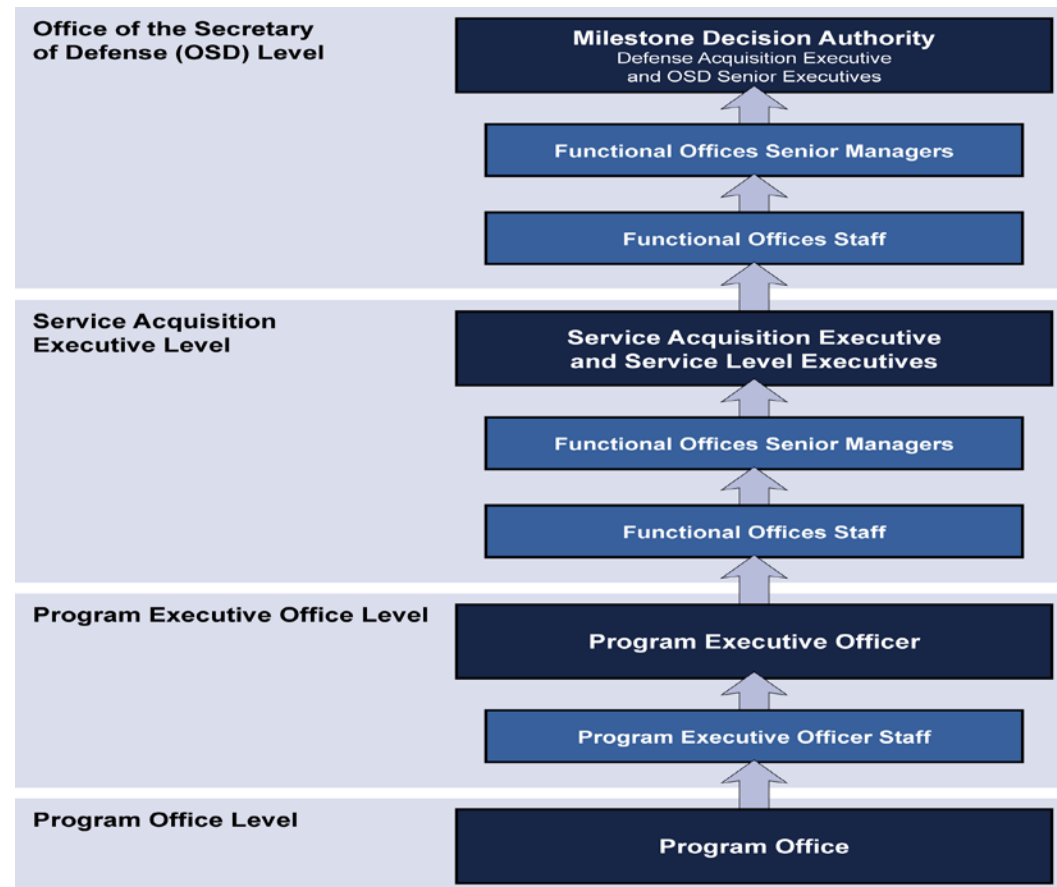 Office of the Secretary
of Defense (OSD) Level
Milestone Decision Authority
Defense Acquisition Executive
and OSD Senior Executives
Functional Offices Senior Managers
Functional Offices Staff
Service Acquisition
Executive Level
Service Acquisition Executive
and Service Level Executives
Functional Offices Senior Managers
Functional Offices Staff
Program Executive Office Level
Program Executive Officer
Program Executive Officer Staff
Program Office Level
Program Office